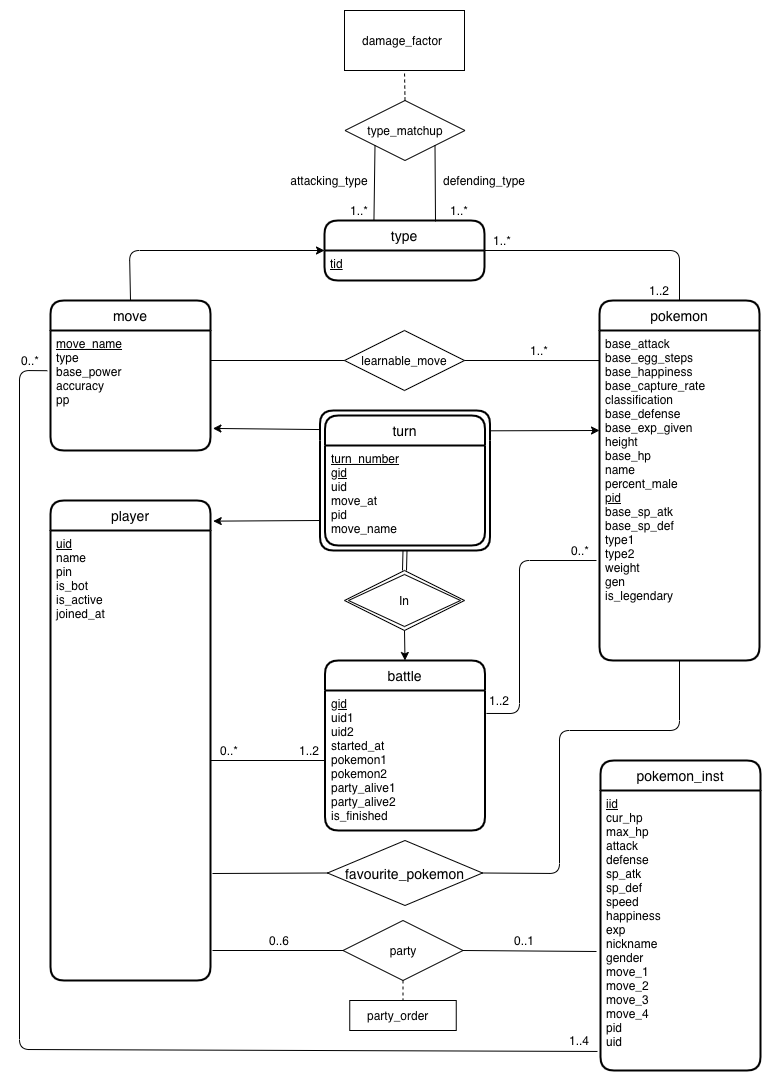 damage_factor
type_matchup
attacking_type
defending_type
1..*
1..*
type
tid
1..*
1..2
move
move_name
type
base_power
accuracy
pp
0..*
learnable_move
1..*
pokemon
base_attack
base_egg_steps
base_happiness
base_capture_rate
classification
base_defense
base_exp_given
height
base_hp
name
percent_male
pid
base_sp_atk
base_sp_def
type1
type2
weight
gen
is_legendary
turn
turn_number
gid
uid
move_at
pid
move_name
player
uid
name
pin
is_bot
is_active
joined_at
In
0..*
1..2
battle
gid
uid1
uid2
started_at
pokemon1
pokemon2
party_alive1
party_alive2
is_finished
0..*
1..2
favourite_pokemon
pokemon_inst
iid
cur_hp
max_hp
attack
defense
sp_atk
sp_def
speed
happiness
exp
nickname
gender
move_1
move_2
move_3
move_4
pid
uid
0..6
party
0..1
party_order
1..4